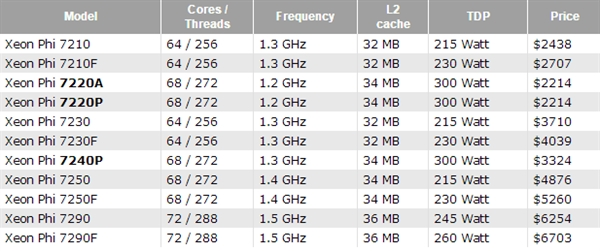 Model Cores / Threads Frequency L2 cache TDP Price
Xeon Phi 7210 64 / 256 1.3 GHz 32 MB 215 Watt $2438
Xeon Phi 7210F 64 / 256 1.3 GHz 32 MB 230 Watt $2707
Xeon Phi 7220A 68 / 272 1.2 GHz 34 MB 300 Watt $2214
Xeon Phi 7220P 68 / 272 1.2 GHz 34 MB 300 Watt $2214
Xeon Phi 7230 64 / 256 1.3 GHz 32 MB 215 Watt $3710
Xeon Phi 7230F 64 / 256 1.3 GHz 32 MB 230 Watt $4039
Xeon Phi 7240P 68 / 272 1.3 GHz 34 MB 300 Watt $3324
Xeon Phi 7250 68 / 272 1.4 GHz 34 MB 215 Watt $4876
Xeon Phi 7250F 68 / 272 1.4 GHz 34 MB 230 Watt $5260
Xeon Phi 7290 72 / 288 1.5 GHz 36 MB 245 Watt $6254
Xeon Phi 7290F 72 / 288 1.5 GHz 36 MB 260 Watt $6703